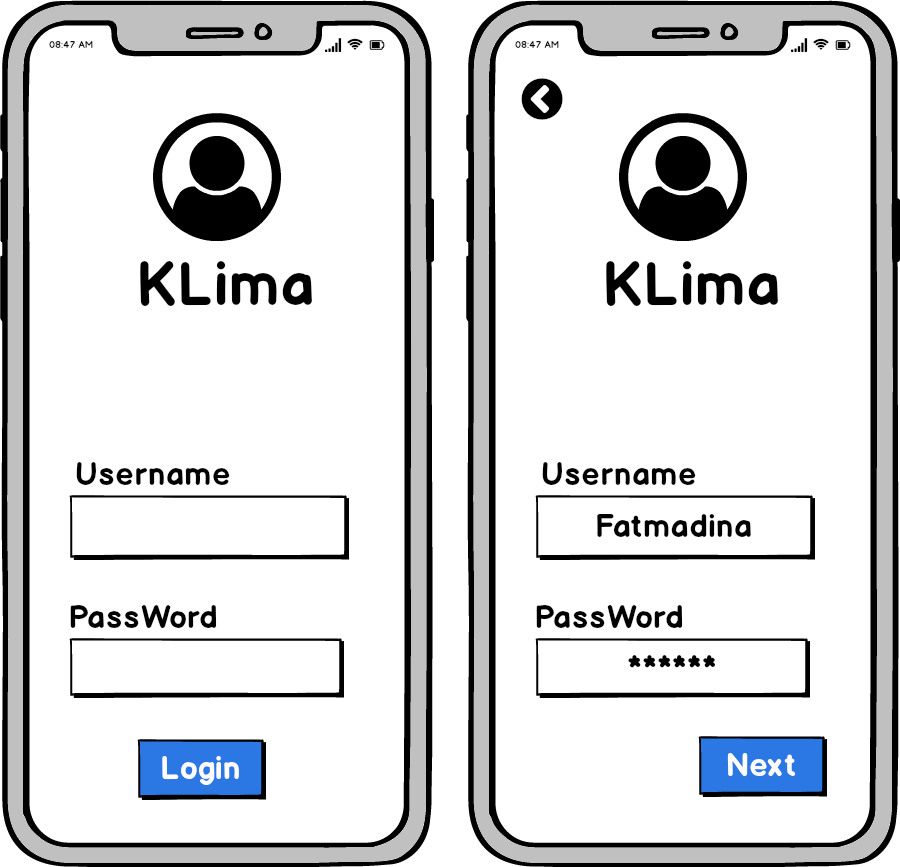 08:47 AM
KLima
Username
PassWord
Login
08:47 AM
KLima
Username
Fatmadina
PassWord
******
Next